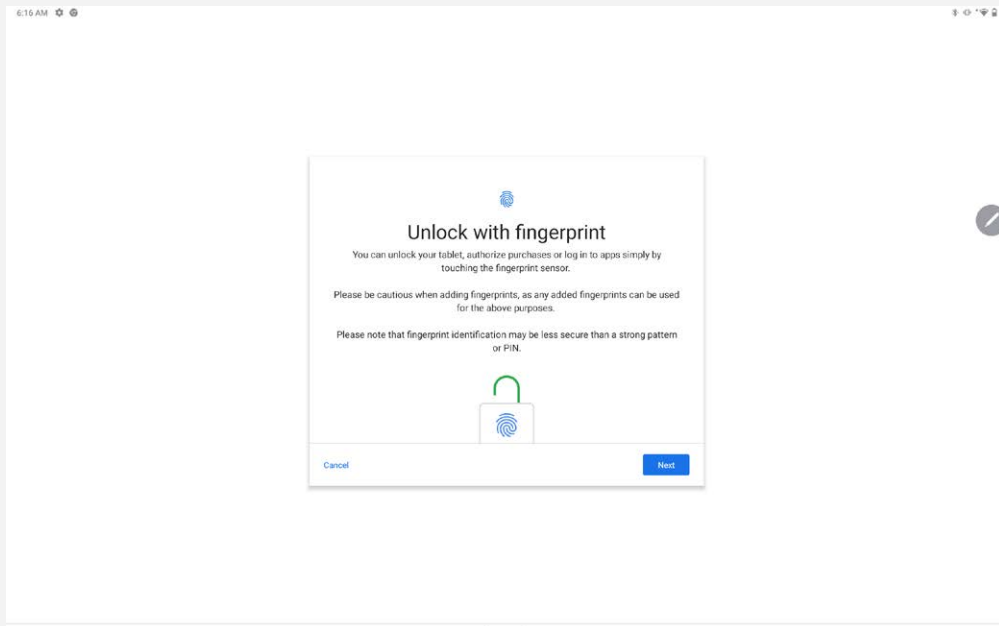 6:16 AM
Unlock with fingerprint
You can unlock your tablet, authorize purchases or log in to apps simply by
touching the fingerprint sensor.
Please be cautious when adding fingerprints, as any added fingerprints can be used
for the above purposes.
Please note that fingerprint identification may be less secure than a strong pattern
or PIN.
Cancel
Next